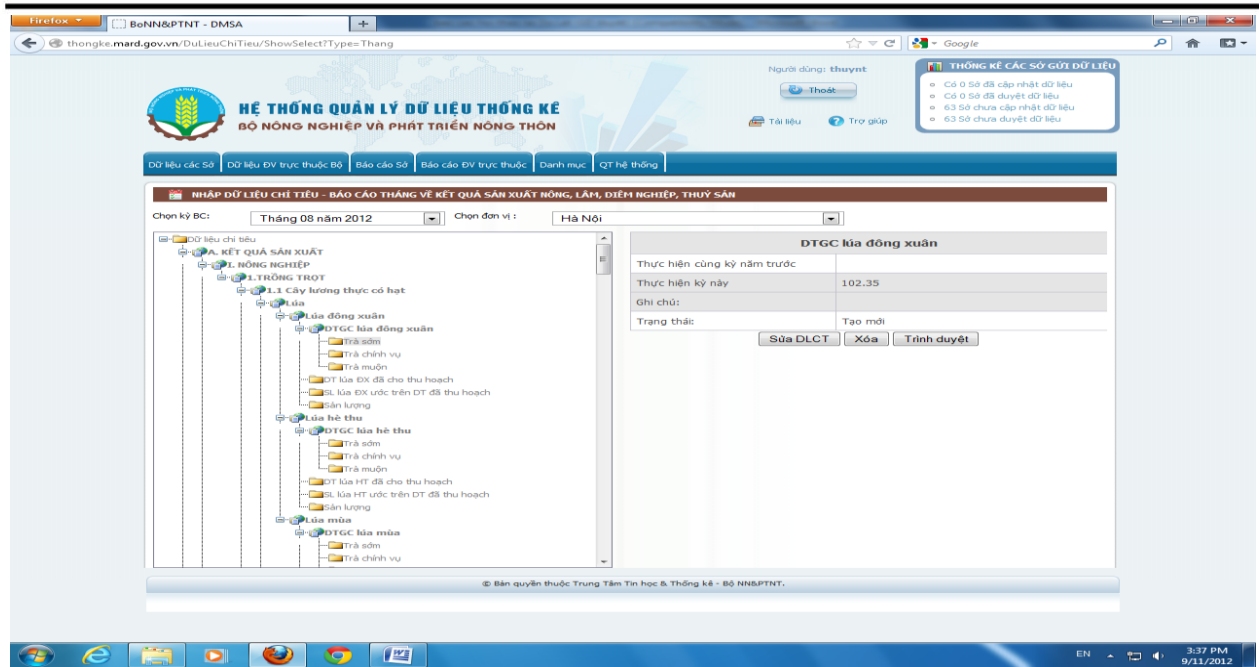 Firefox
BoNN&PTNT - DMSA
+
thongke.mard.gov.vn/DuLieuChiTieu/ShowSelect?Type=Thang
Google
Người dùng: thuynt
Thoát
Tài liệu
Trợ giúp
THỐNG KÊ CÁC SỞ GỬI DỮ LIỆU
Có 0 Sở đã cập nhật dữ liệu
Có 0 Sở đã duyệt dữ liệu
63 Sở chưa cập nhật dữ liệu
63 Sở chưa duyệt dữ liệu
HỆ THỐNG QUẢN LÝ DỮ LIỆU THỐNG KÊ
BỘ NÔNG NGHIỆP VÀ PHÁT TRIỂN NÔNG THÔN
Dữ liệu các Sở Dữ liệu ĐV trực thuộc Bộ Báo cáo Sở Báo cáo ĐV trực thuộc Danh mục QT hệ thống
NHẬP DỮ LIỆU CHỈ TIÊU - BÁO CÁO THÁNG VỀ KẾT QUẢ SẢN XUẤT NÔNG, LÂM, DIÊM NGHIỆP, THUỶ SẢN
Chọn kỳ BC: Tháng 08 năm 2012 Chọn đơn vị : Hà Nội
Dữ liệu chỉ tiêu
A. KẾT QUẢ SẢN XUẤT
I. NÔNG NGHIỆP
1.TRỒNG TRỌT
1.1 Cây lương thực có hạt
Lúa
Lúa đông xuân
DTGC lúa đông xuân
Trà sớm
Trà chính vụ
Trà muộn
DT lúa ĐX đã cho thu hoạch
SL lúa ĐX ước trên DT đã thu hoạch
Sản lượng
Lúa hè thu
DTGC lúa hè thu
Trà sớm
Trà chính vụ
Trà muộn
DT lúa HT đã cho thu hoạch
SL lúa HT ước trên DT đã thu hoạch
Sản lượng
Lúa mùa
DTGC lúa mùa
Trà sớm
Trà chính vụ
DTGC lúa đông xuân
Thực hiện cùng kỳ năm trước
Thực hiện kỳ này 102.35
Ghi chú:
Trạng thái: Tạo mới
Sửa DLCT Xóa Trình duyệt
© Bản quyền thuộc Trung Tâm Tin học & Thống kê - Bộ NN&PTNT.
EN
3:37 PM
9/11/2012